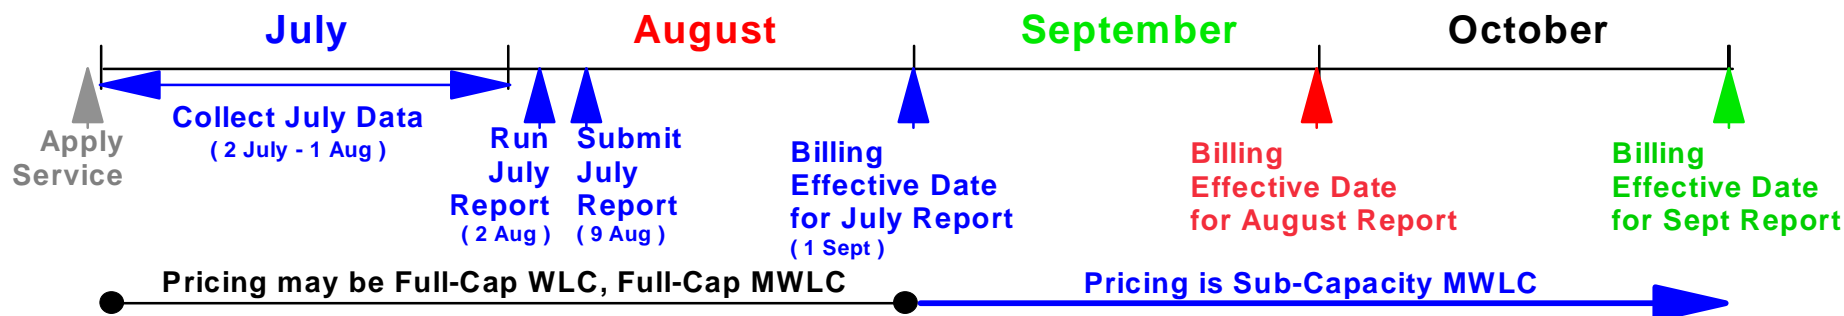 July
August
September
October
Apply
Service
Collect July Data
( 2 July - 1 Aug )
Run
July
Report
( 2 Aug )
Submit
July
Report
( 9 Aug )
Billing
Effective Date
for July Report
( 1 Sept )
Billing
Effective Date
for August Report
Billing
Effective Date
for Sept Report
Pricing may be Full-Cap WLC, Full-Cap MWLC
Pricing is Sub-Capacity MWLC